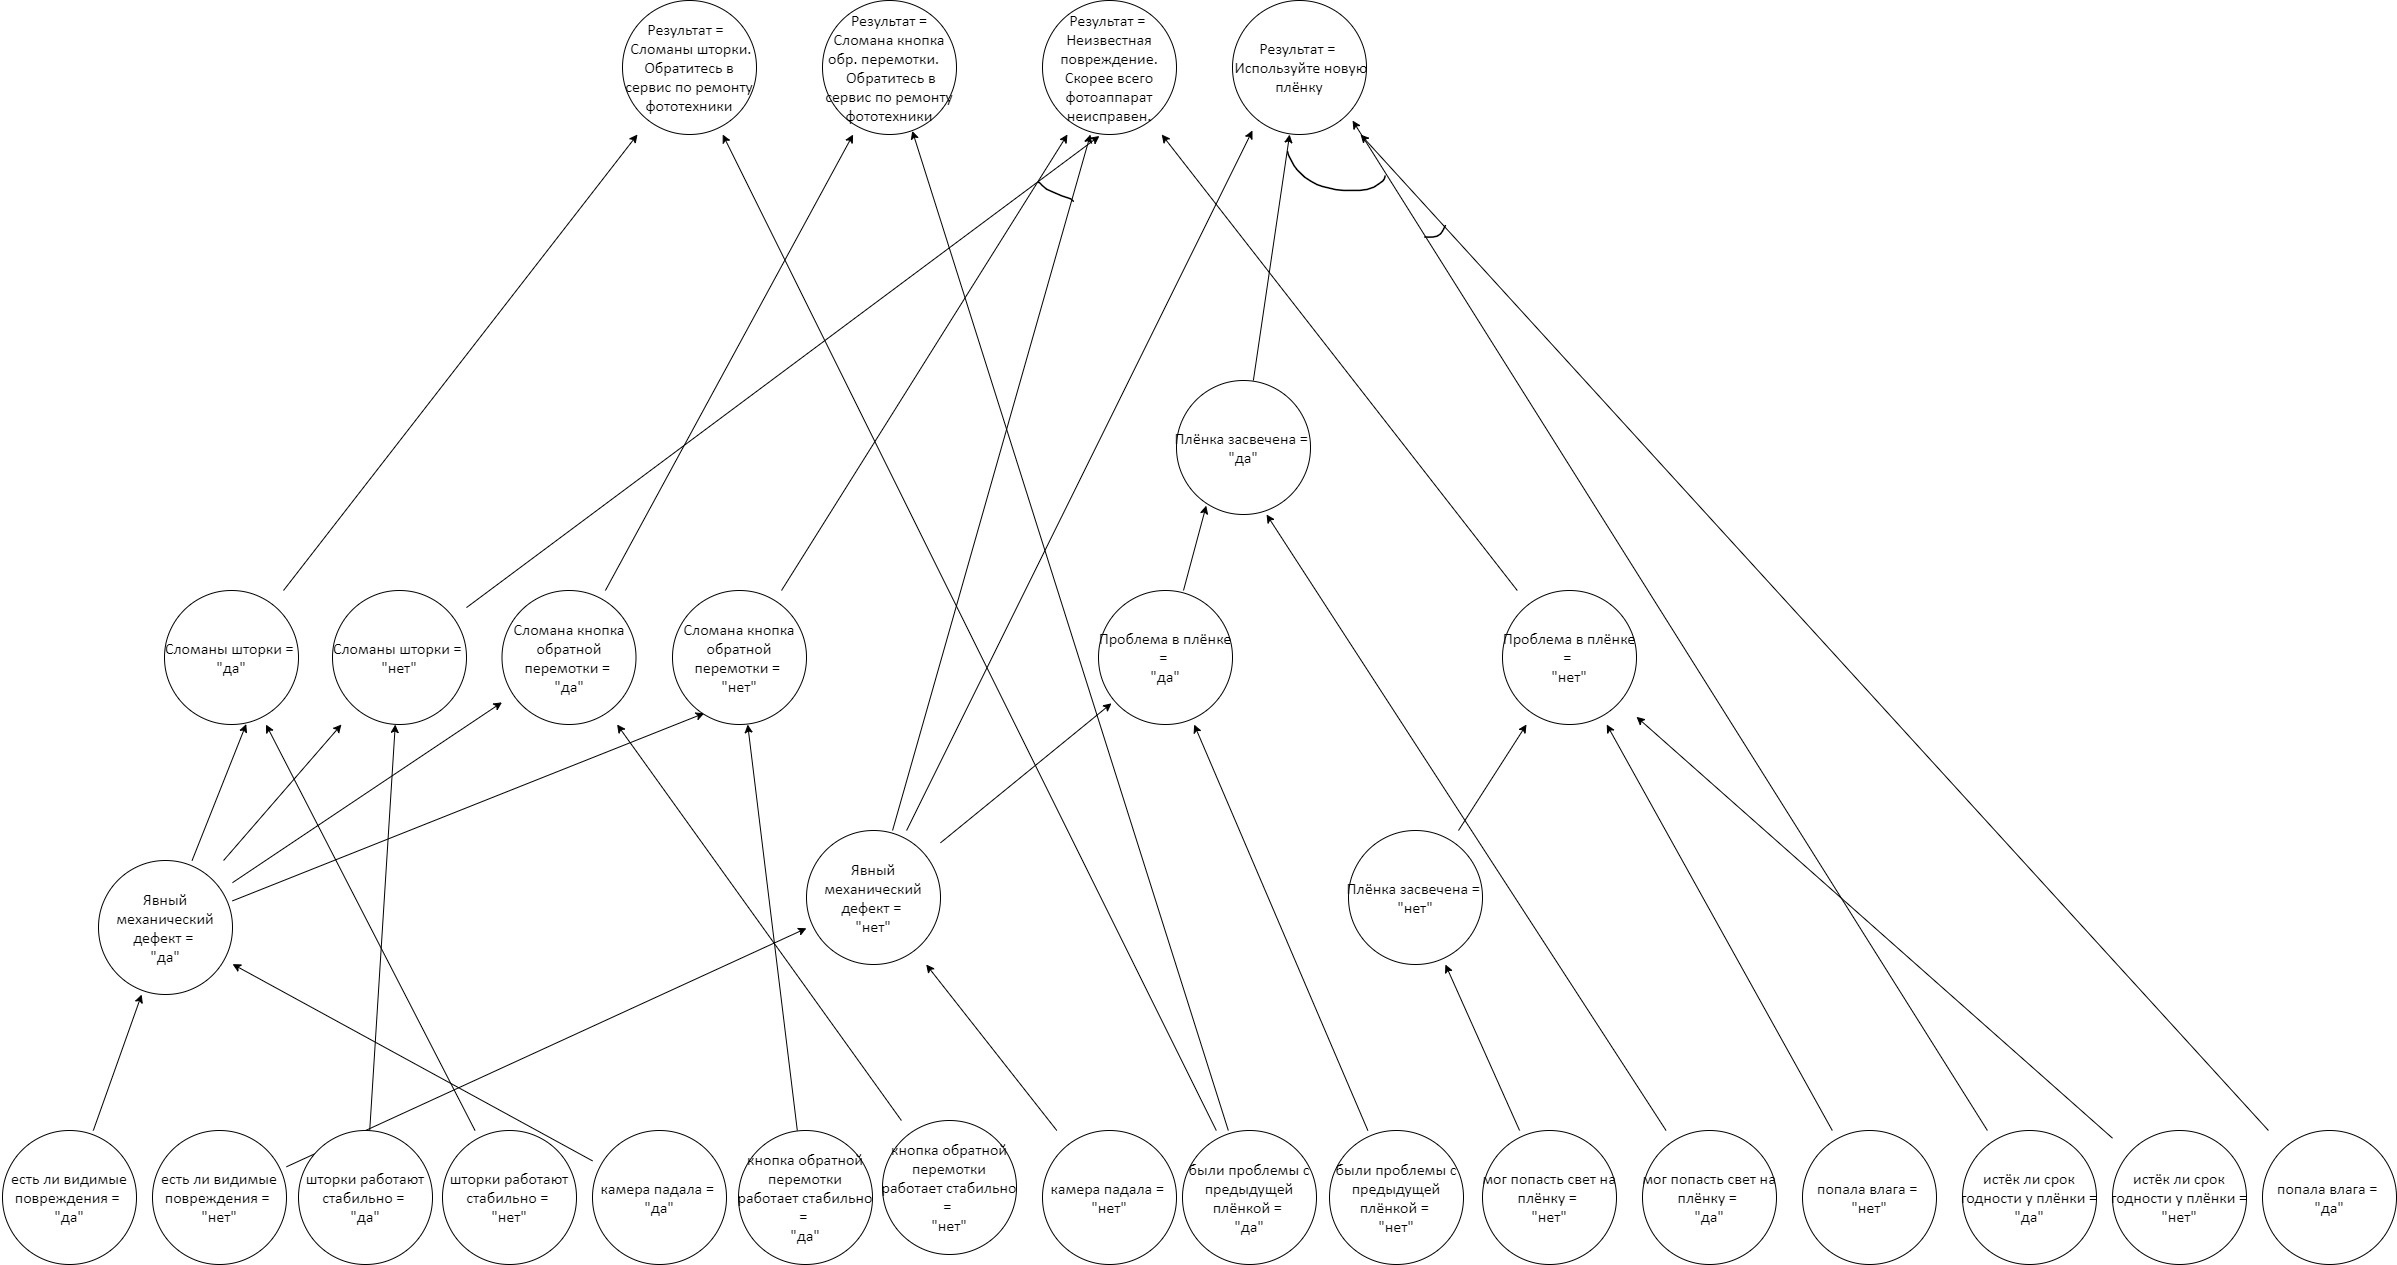 Результат =
Сломаны шторки.
Обратитесь в
сервис по ремонту
фототехники
Результат =
Сломана кнопка
обр. перемотки.
Обратитесь в
сервис по ремонту
фототехники
Результат =
Неизвестная
повреждение.
Скорее всего
фотоаппарат
неисправен.
Результат =
Используйте новую
плёнку
Плёнка засвечена =
"да"
Сломаны шторки =
"да"
Сломаны шторки =
"нет"
Сломана кнопка
обратной
перемотки =
"да"
Сломана кнопка
обратной
перемотки =
"нет"
Проблема в плёнке
=
"да"
Проблема в плёнке
=
"нет"
Явный
механический
дефект =
"да"
Явный
механический
дефект =
"нет"
Плёнка засвечена =
"нет"
есть ли видимые
повреждения =
"да"
есть ли видимые
повреждения =
"нет"
шторки работают
стабильно =
"да"
шторки работают
стабильно =
"нет"
камера падала =
"да"
кнопка обратной
перемотки
работает стабильно
=
"да"
кнопка обратной
перемотки
работает стабильно
=
"нет"
камера падала =
"нет"
были проблемы с
предыдущей
плёнкой =
"да"
были проблемы с
предыдущей
плёнкой =
"нет"
мог попасть свет на
плёнку =
"нет"
мог попасть свет на
плёнку =
"да"
попала влага =
"нет"
истёк ли срок
годности у плёнки =
"да"
истёк ли срок
годности у плёнки =
"нет"
попала влага =
"да"